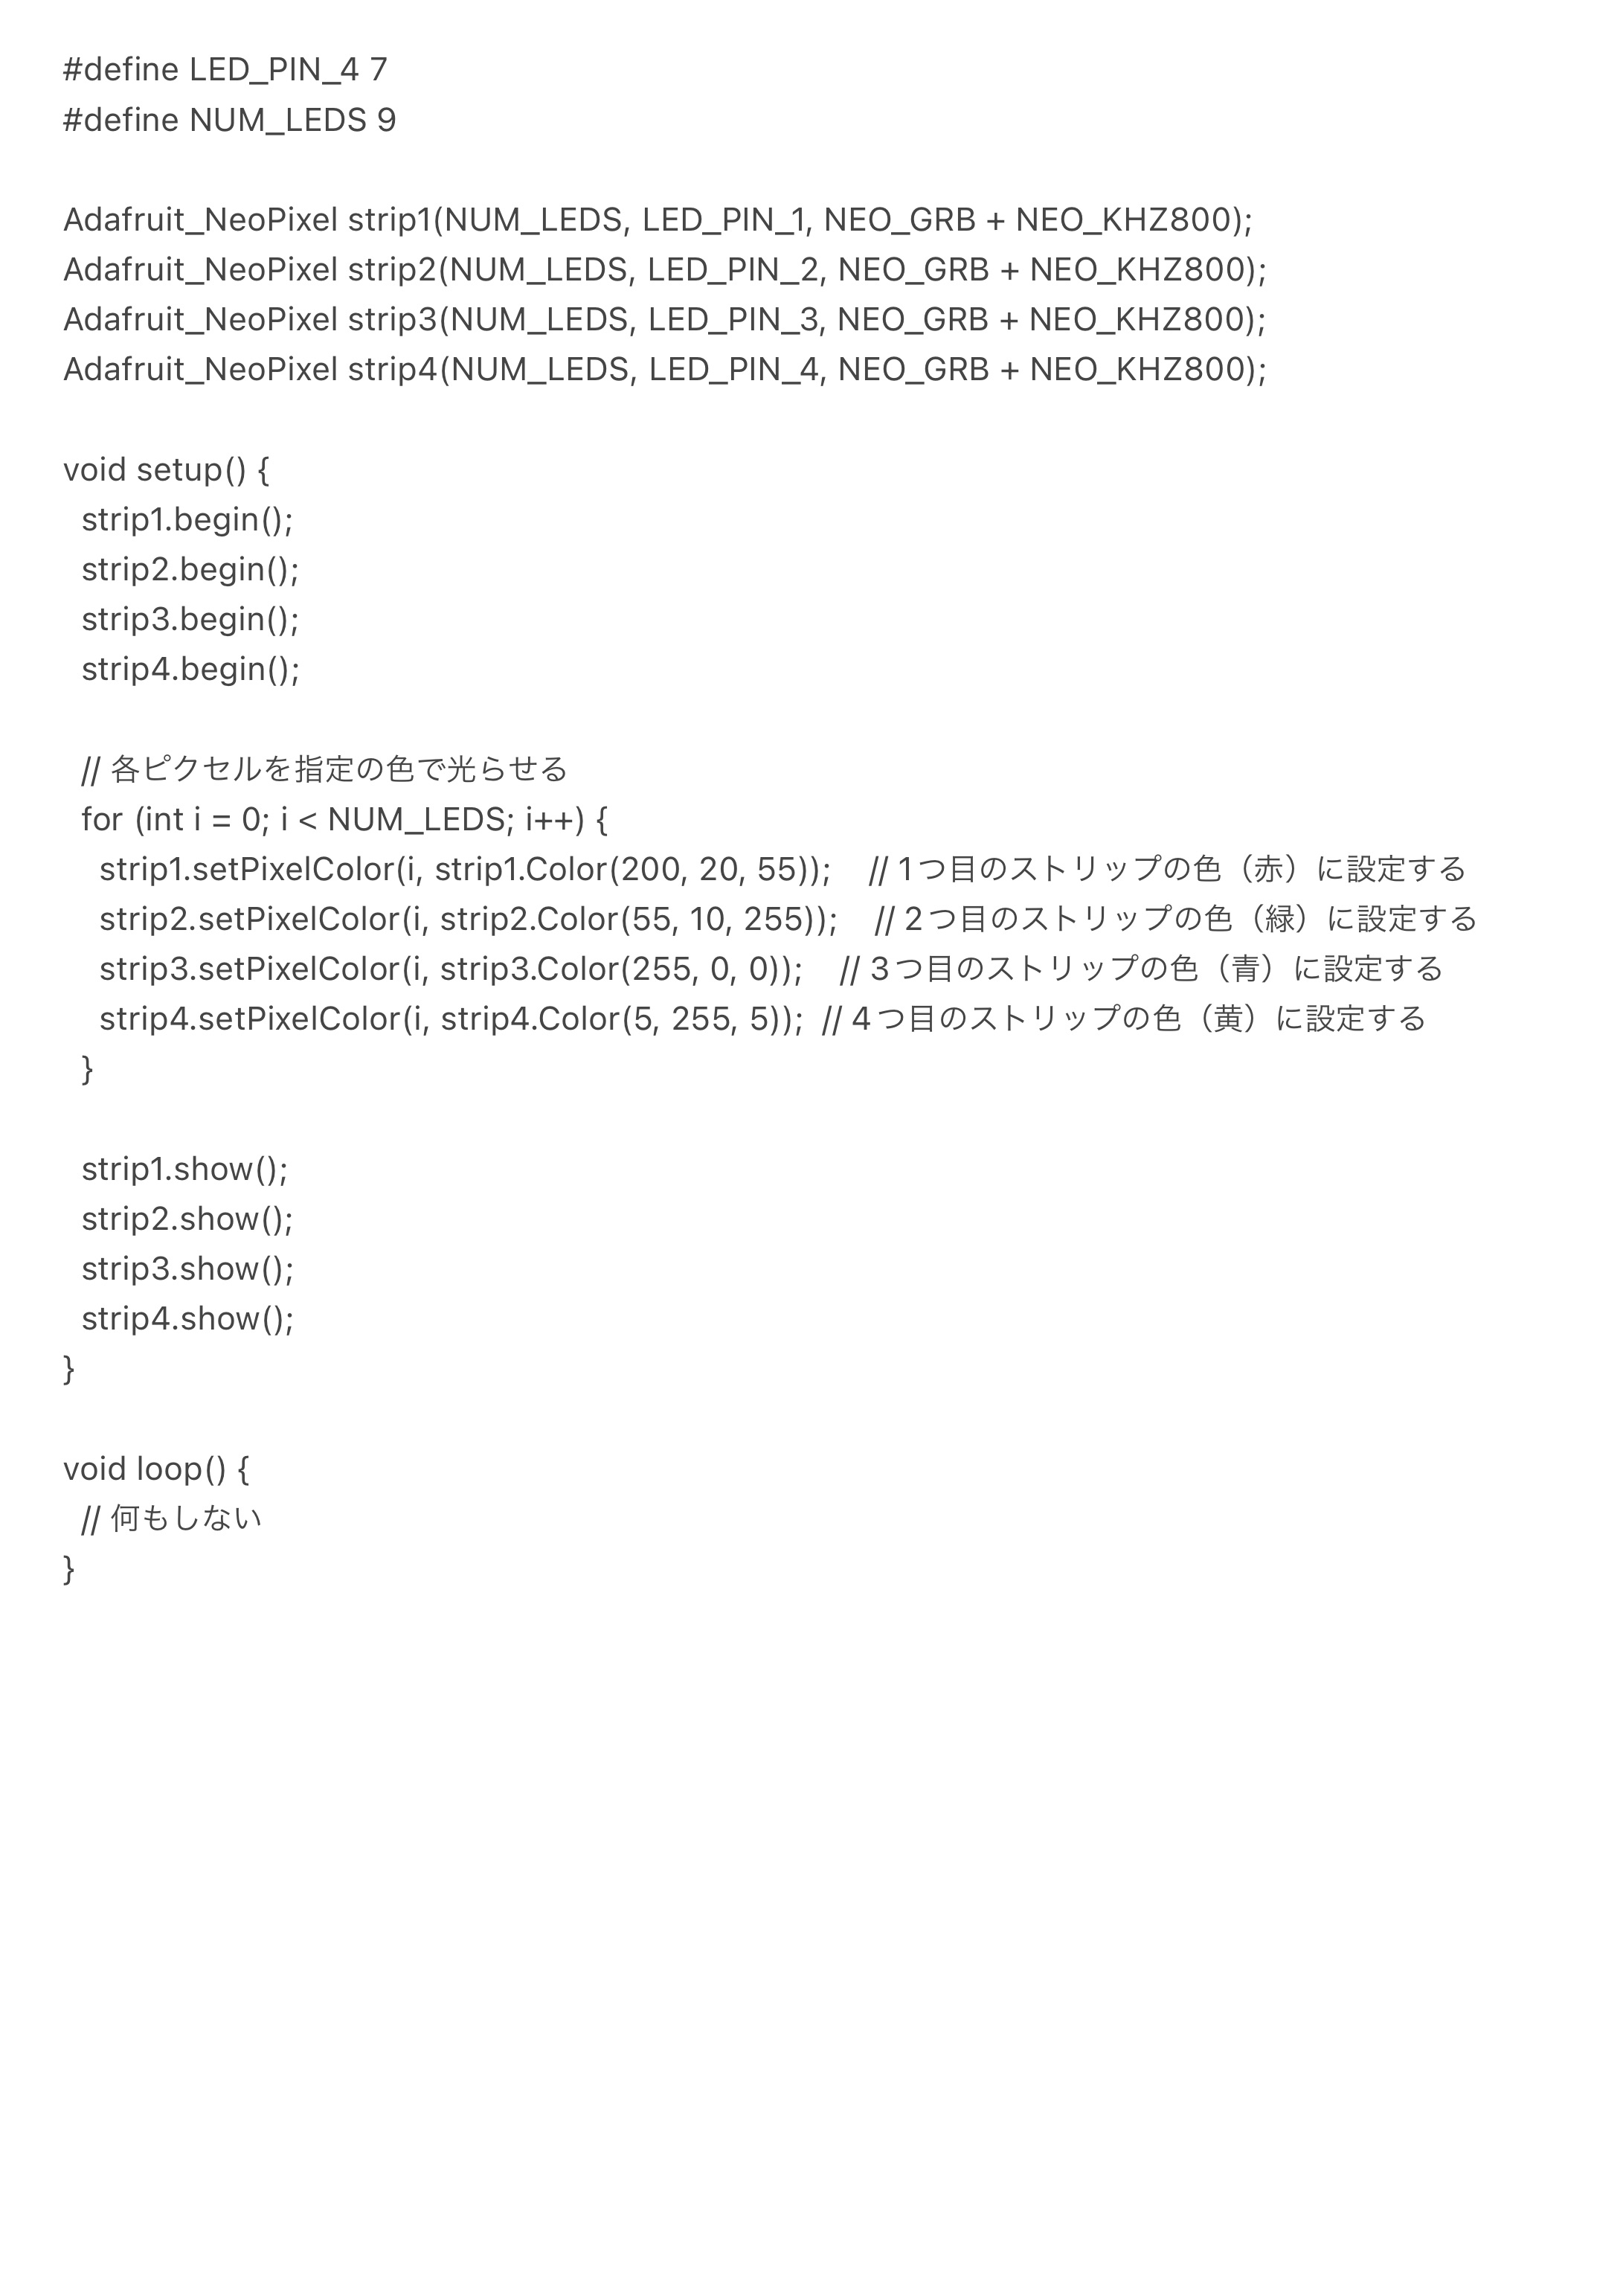 #define LED_PIN_4 7
#define NUM_LEDS 9
Adafruit_NeoPixel strip1(NUM_LEDS, LED_PIN_1, NEO_GRB + NEO_KHZ800);
Adafruit_NeoPixel strip2(NUM_LEDS, LED_PIN_2, NEO_GRB + NEO_KHZ800);
Adafruit_NeoPixel strip3(NUM_LEDS, LED_PIN_3, NEO_GRB + NEO_KHZ800);
Adafruit_NeoPixel strip4(NUM_LEDS, LED_PIN_4, NEO_GRB + NEO_KHZ800);
void setup() {
  strip1.begin();
  strip2.begin();
  strip3.begin();
  strip4.begin();
  // 各ピクセルを指定の色で光らせる
  for (int i = 0; i < NUM_LEDS; i++) {
    strip1.setPixelColor(i, strip1.Color(200, 20, 55));    // 1つ目のストリップの色（赤）に設定する
    strip2.setPixelColor(i, strip2.Color(55, 10, 255));    // 2つ目のストリップの色（緑）に設定する
    strip3.setPixelColor(i, strip3.Color(255, 0, 0));    // 3つ目のストリップの色（青）に設定する
    strip4.setPixelColor(i, strip4.Color(5, 255, 5));  // 4つ目のストリップの色（黄）に設定する
  }
  strip1.show();
  strip2.show();
  strip3.show();
  strip4.show();
}
void loop() {
  // 何もしない
}